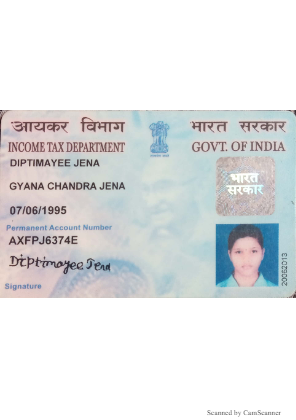 आयकर विभाग
INCOME TAX DEPARTMENT
भारत सरकार
GOVT. OF INDIA
DIPTIMAYEE JENA
GYANA CHANDRA JENA
07/06/1995
Permanent Account Number
AXFPJ6374E
Diptimayee Jena
Signature
भारत
सरकार
20062013
Scanned by CamScanner